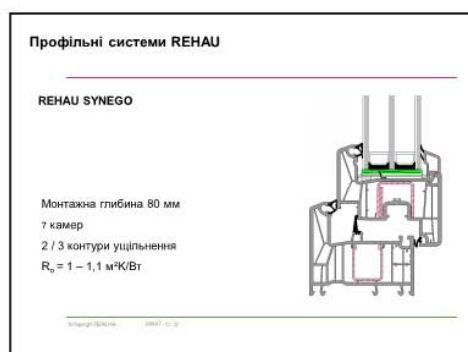 Профільні системи REHAU
REHAU SYNEGO
Монтажна глибина 80 мм
7 камер
2 / 3 контури ущільнення
Rₒ = 1 – 1,1 м²К/Вт